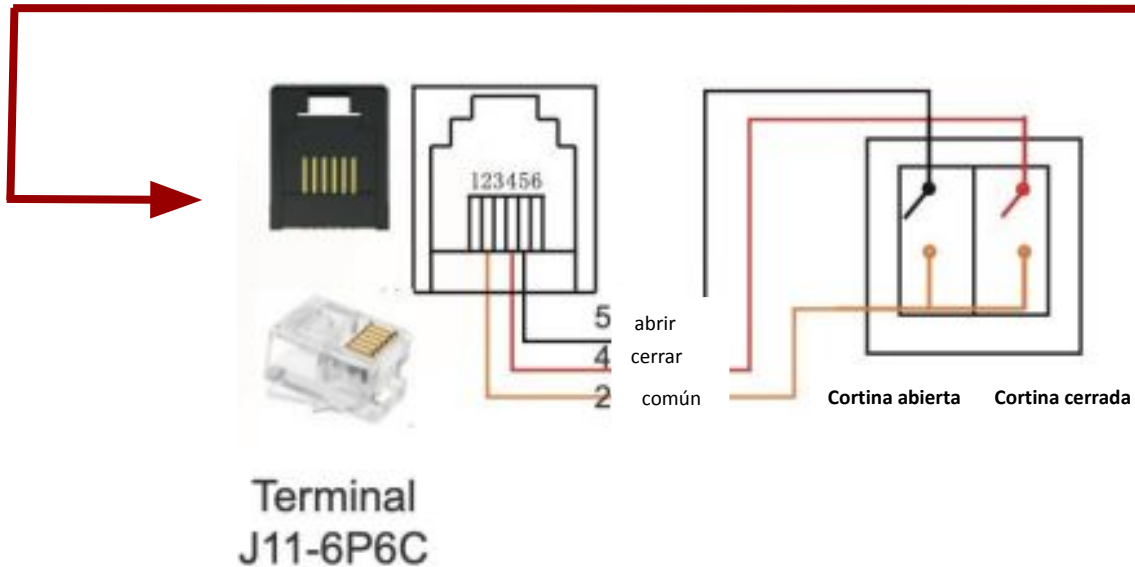 123456
5 abrir
4 cerrar
2 común
Cortina abierta Cortina cerrada
Terminal
J11-6P6C